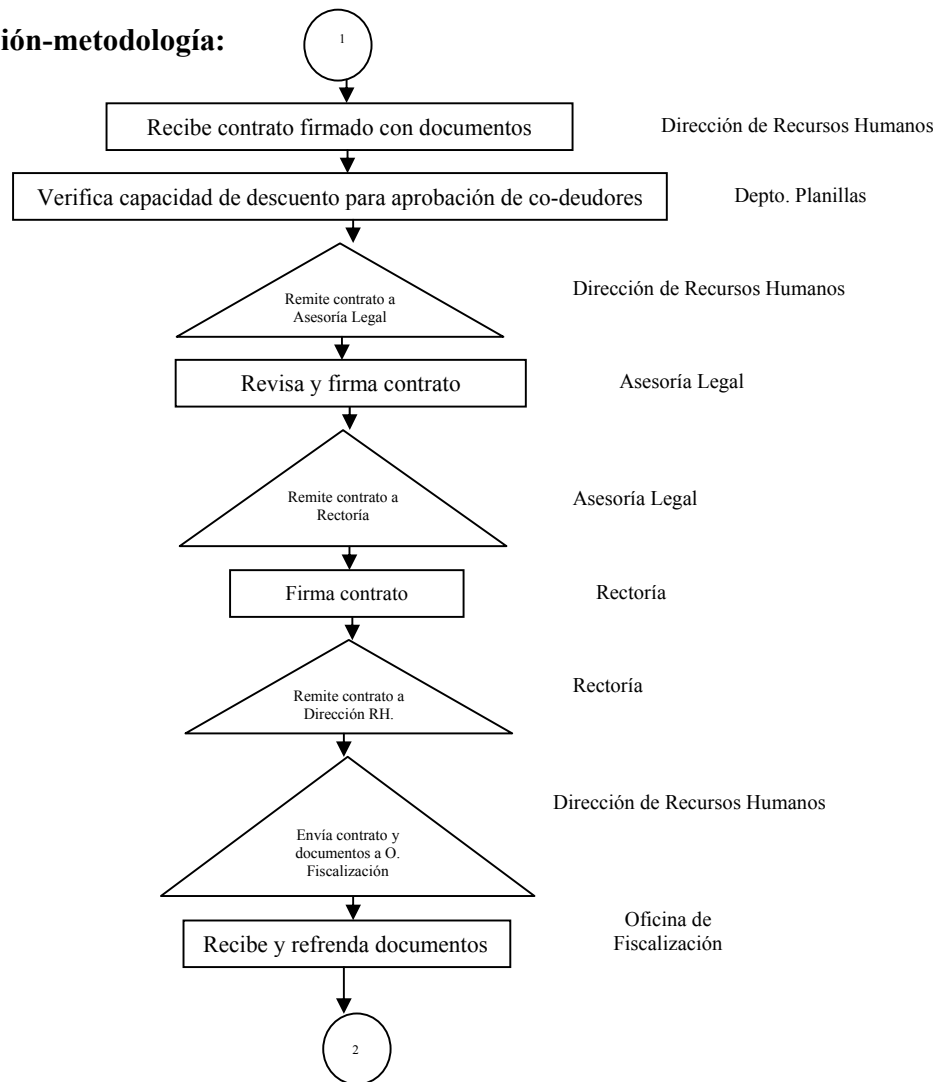 ión-metodología:
1
Recibe contrato firmado con documentos
Dirección de Recursos Humanos
Verifica capacidad de descuento para aprobación de co-deudores
Depto. Planillas
Remite contrato a
Asesoría Legal
Dirección de Recursos Humanos
Revisa y firma contrato
Asesoría Legal
Remite contrato a
Rectoría
Asesoría Legal
Firma contrato
Rectoría
Remite contrato a
Dirección RH.
Rectoría
Envía contrato y
documentos a O.
Fiscalización
Dirección de Recursos Humanos
Recibe y refrenda documentos
Oficina de
Fiscalización
2